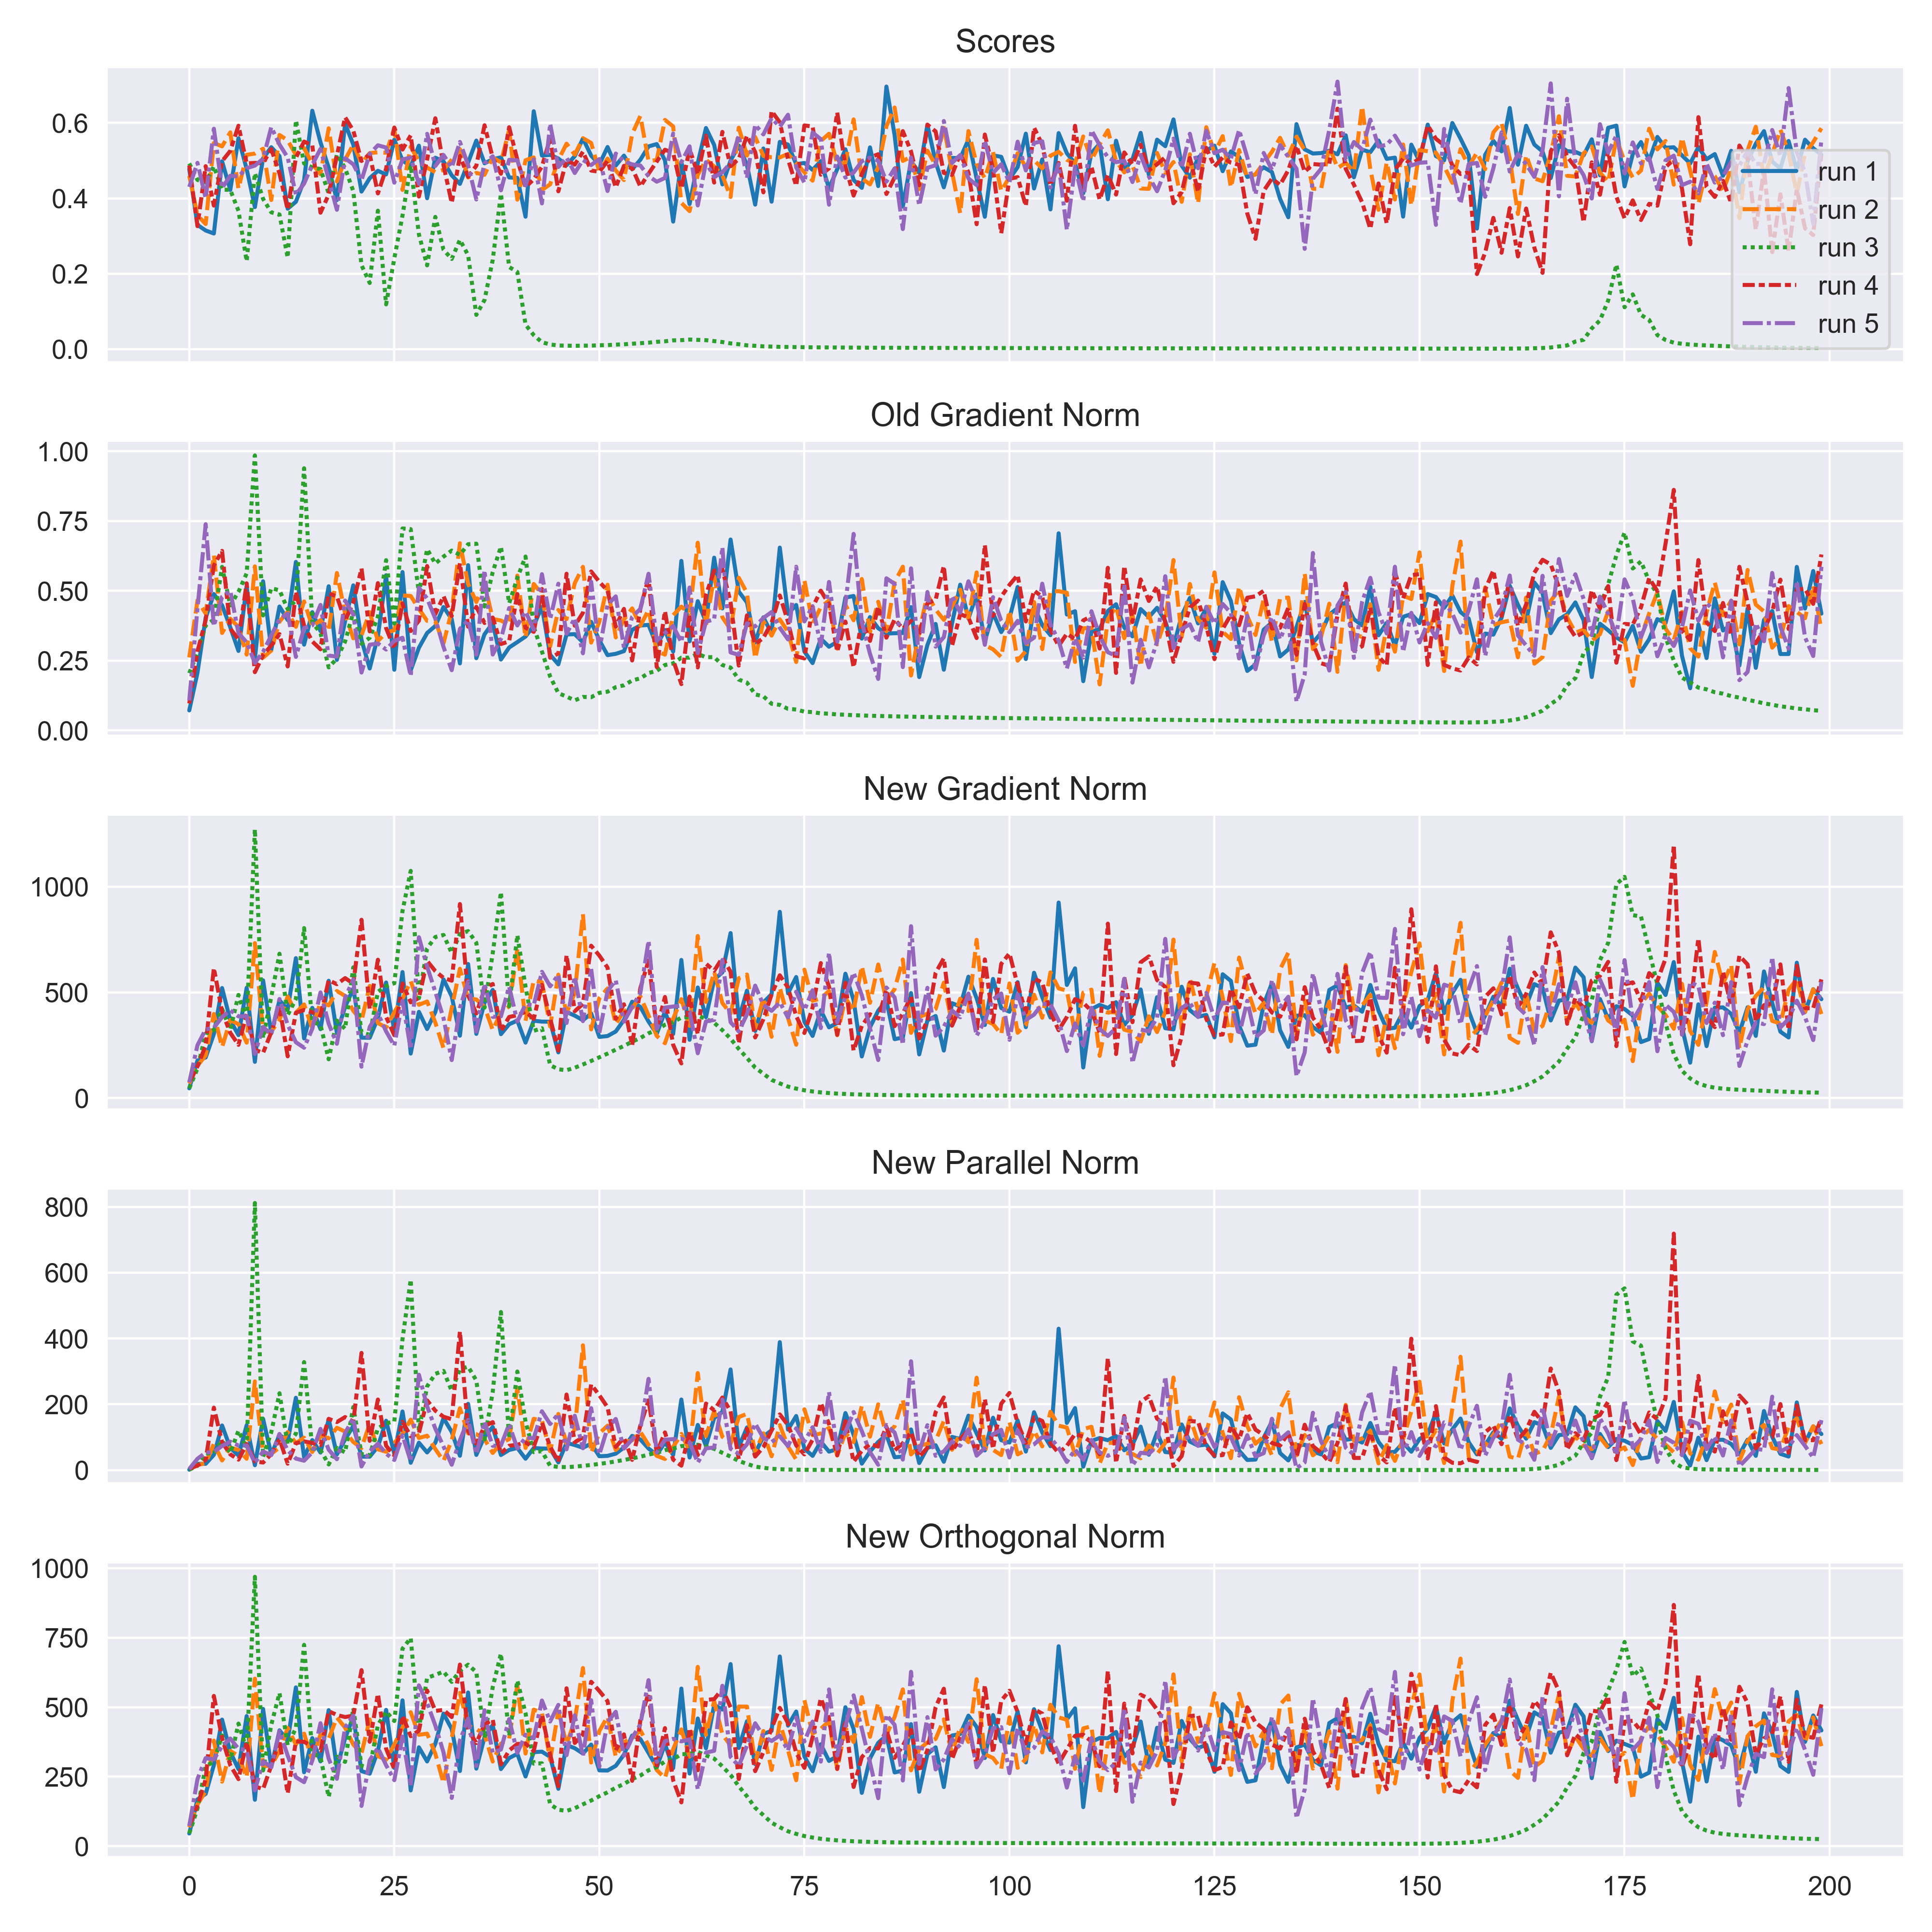 Scores
0.6
0.4
0.2
0.0
run 1
run 2
run 3
run 4
run 5
Old Gradient Norm
1.00
0.75
0.50
0.25
0.00
New Gradient Norm
1000
500
0
New Parallel Norm
800
600
400
200
0
New Orthogonal Norm
1000
750
500
250
0
0 25 50 75 100 125 150 175 200